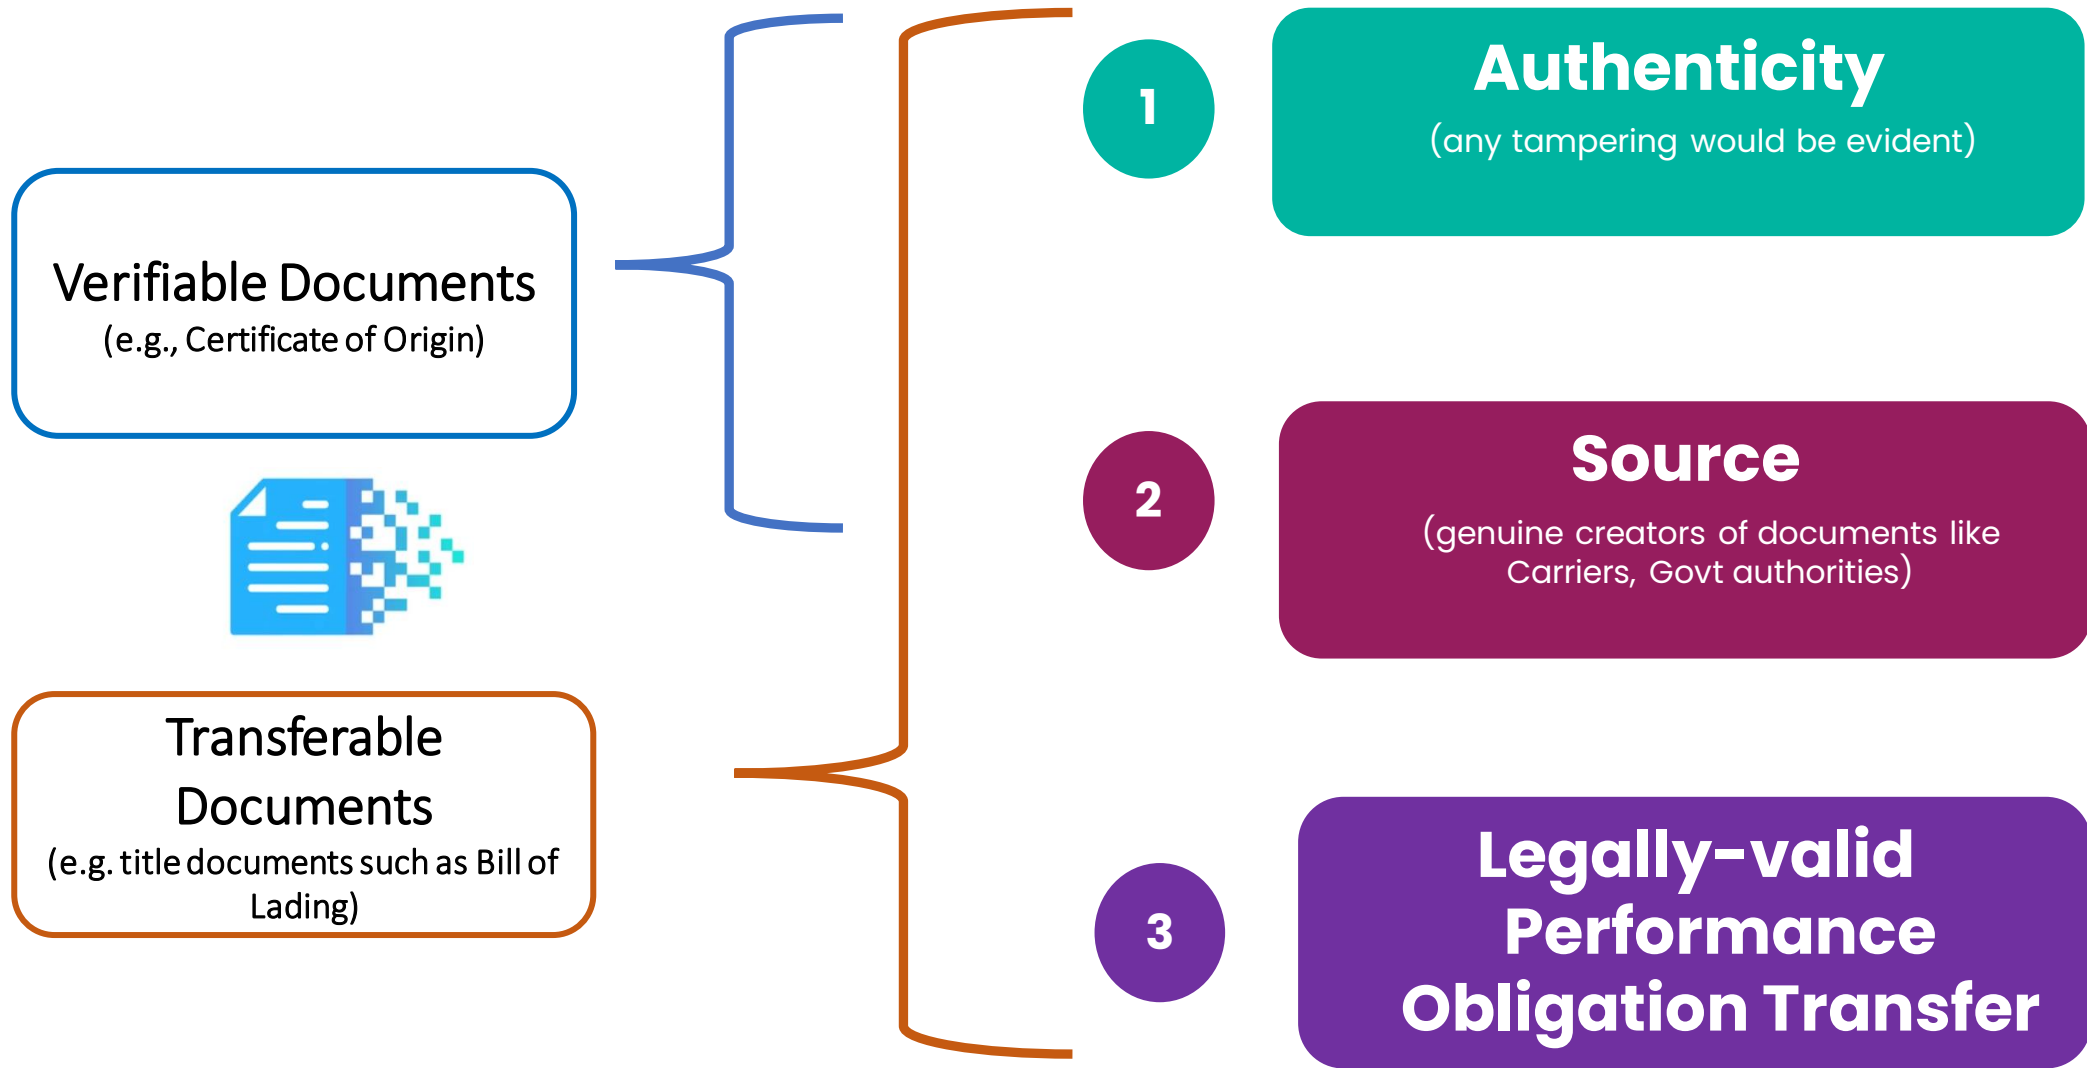 Verifiable Documents
(e.g., Certificate of Origin)
Transferable
Documents
(e.g. title documents such as Bill of
Lading)
1
Authenticity
(any tampering would be evident)
2
Source
(genuine creators of documents like
Carriers, Govt authorities)
3
Legally-valid
Performance
Obligation Transfer